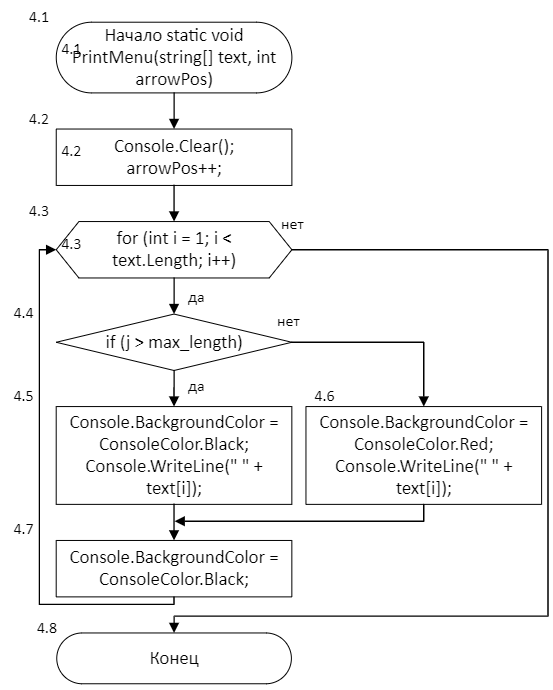 4.1
Начало static void
4.1
PrintMenu(string[] text, int
arrowPos)
4.2
Console.Clear();
4.2
arrowPos++;
4.3
нет
for (int i = 1; i <
4.3
text.Length; i++)
да
4.4
нет
if (j > max_length)
да
4.5
4.6
Console.BackgroundColor =
ConsoleColor.Black;
Console.WriteLine(" " +
text[i]);
Console.BackgroundColor =
ConsoleColor.Red;
Console.WriteLine(" " +
text[i]);
4.7
Console.BackgroundColor =
ConsoleColor.Black;
4.8
Конец